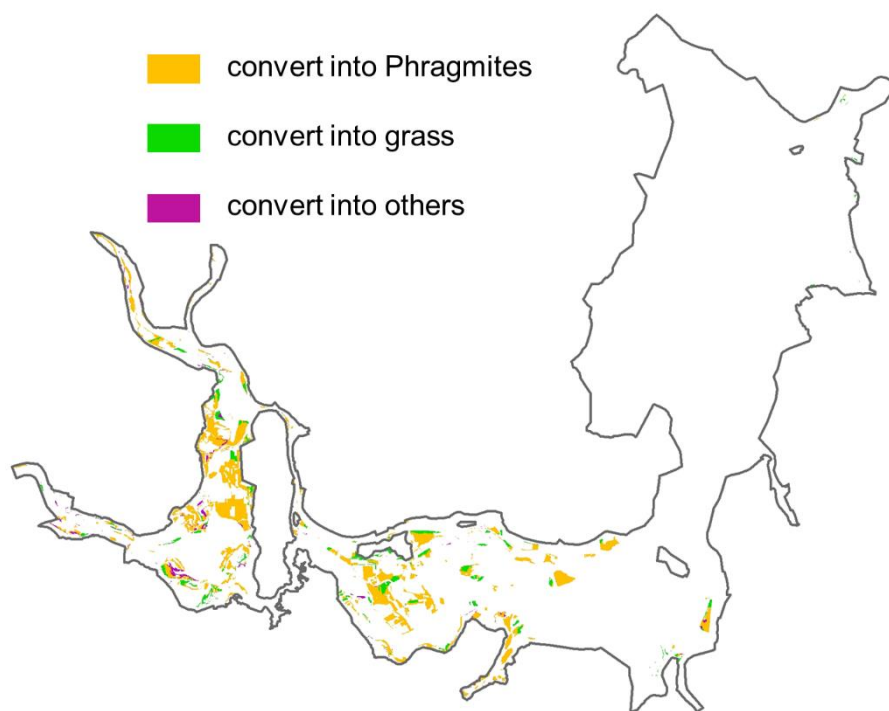 convert into Phragmites
convert into grass
convert into others